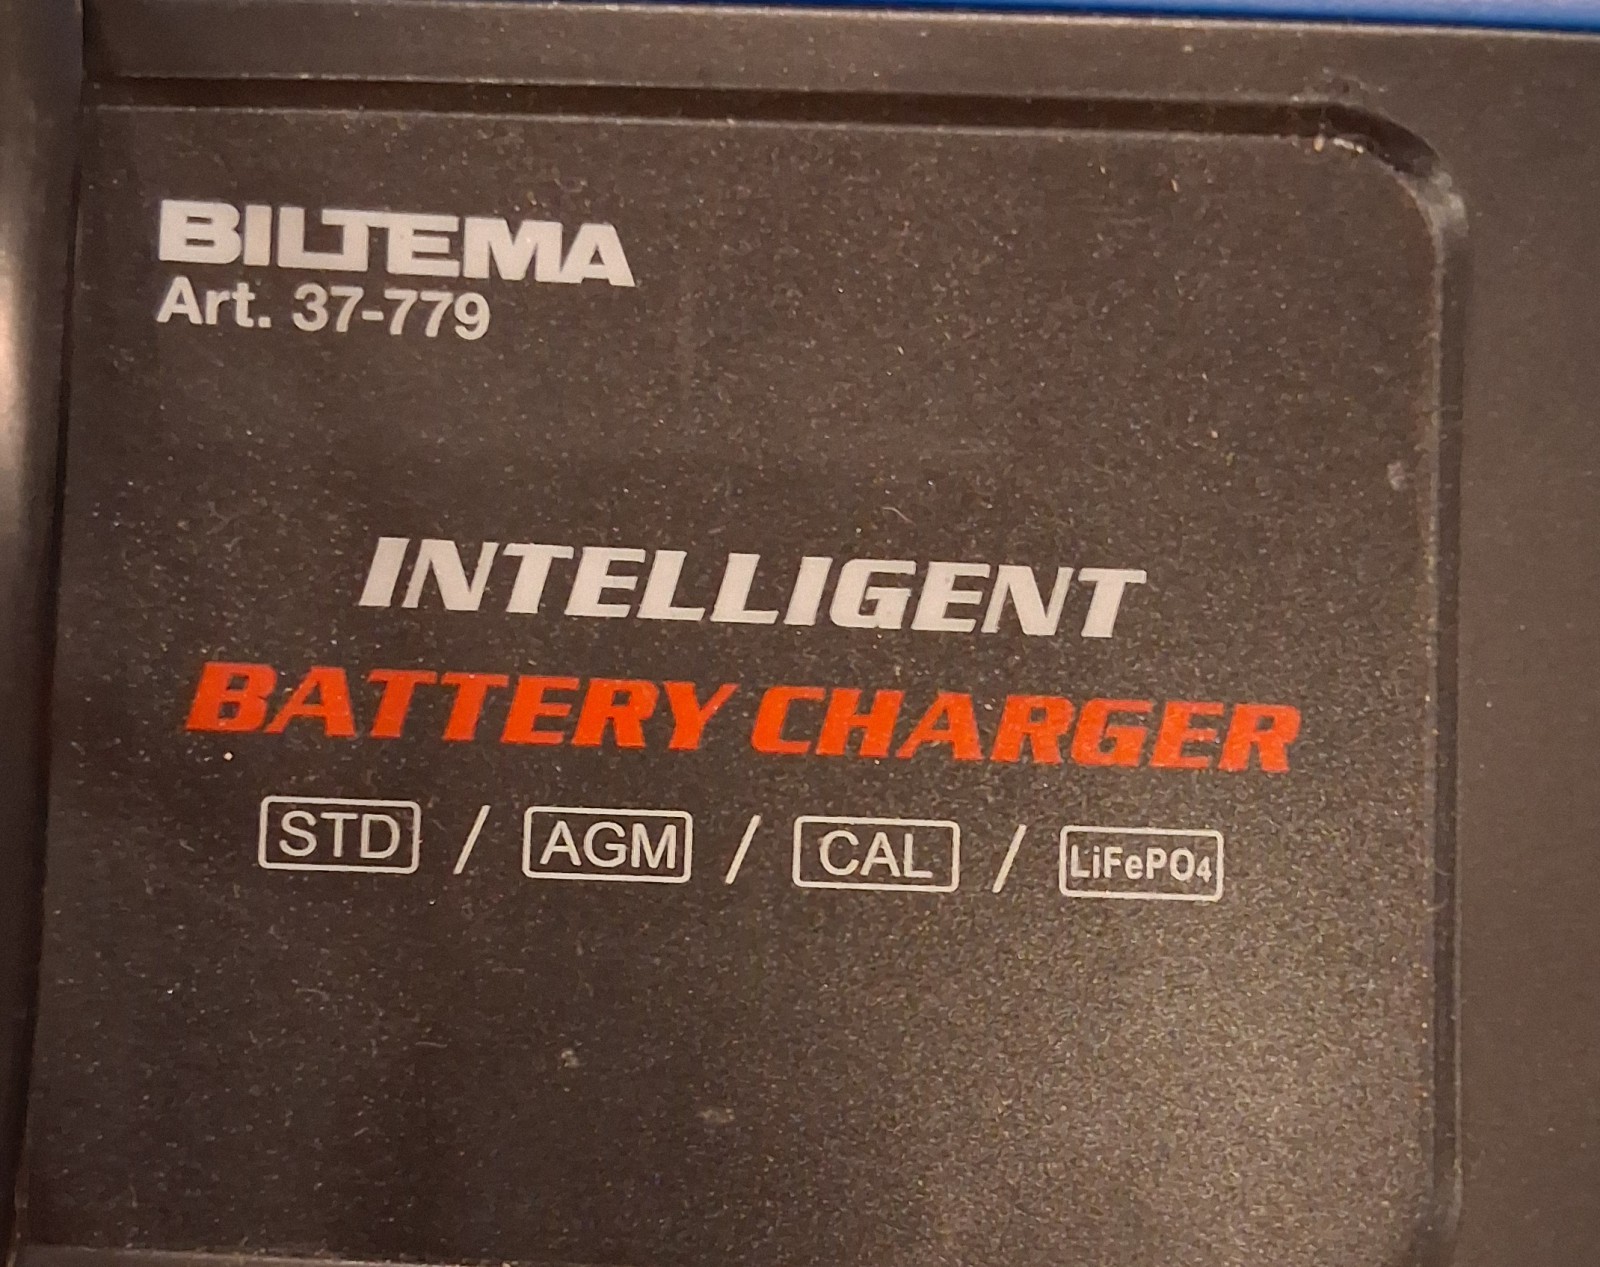 BILTEMA
Art. 37-779
INTELLIGENT
BATTERY CHARGER
STD / AGM / CAL / LiFePO4